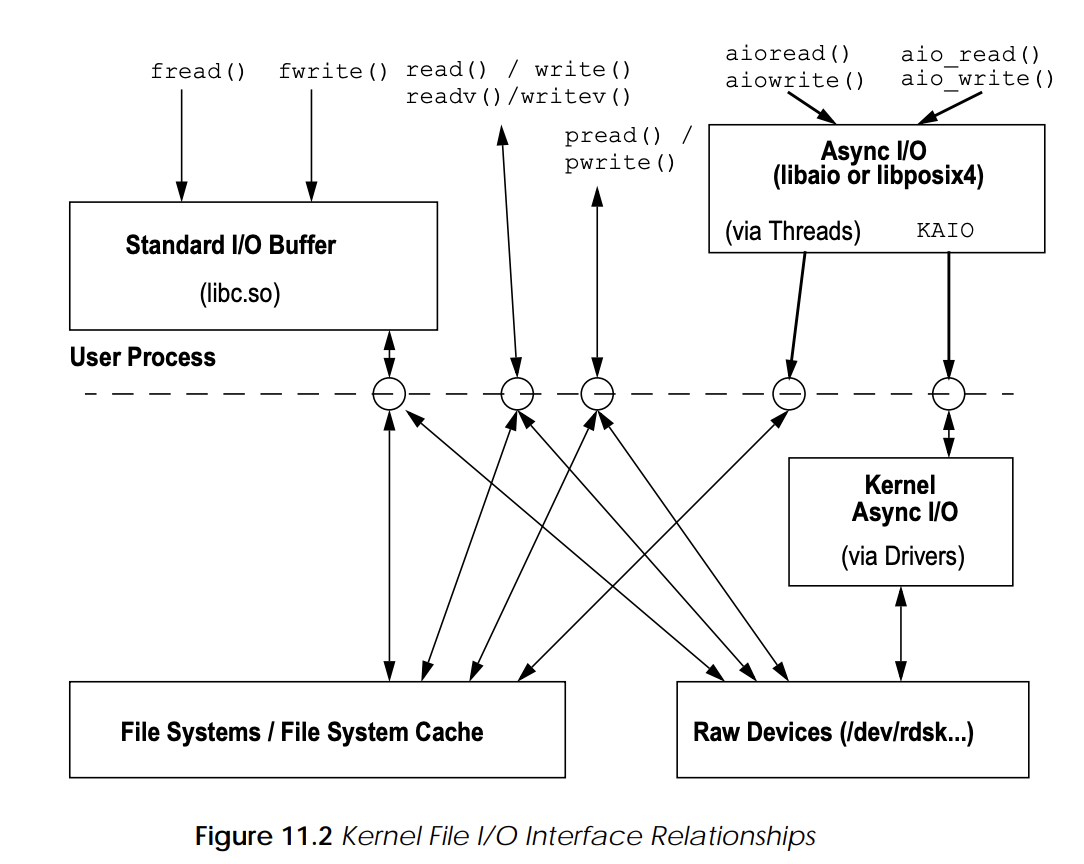 fread()
fwrite()
read() / write()
readv()/writev()
pread() /
pwrite()
aioread()
aiowrite()
aio_read()
aio_write()
Async I/O
(libaio or libposix4)
(via Threads)
KAIO
Standard I/O Buffer
(libc.so)
User Process
Kernel
Async I/O
(via Drivers)
File Systems / File System Cache
Raw Devices (/dev/rdsk...)
Figure 11.2 Kernel File I/O Interface Relationships